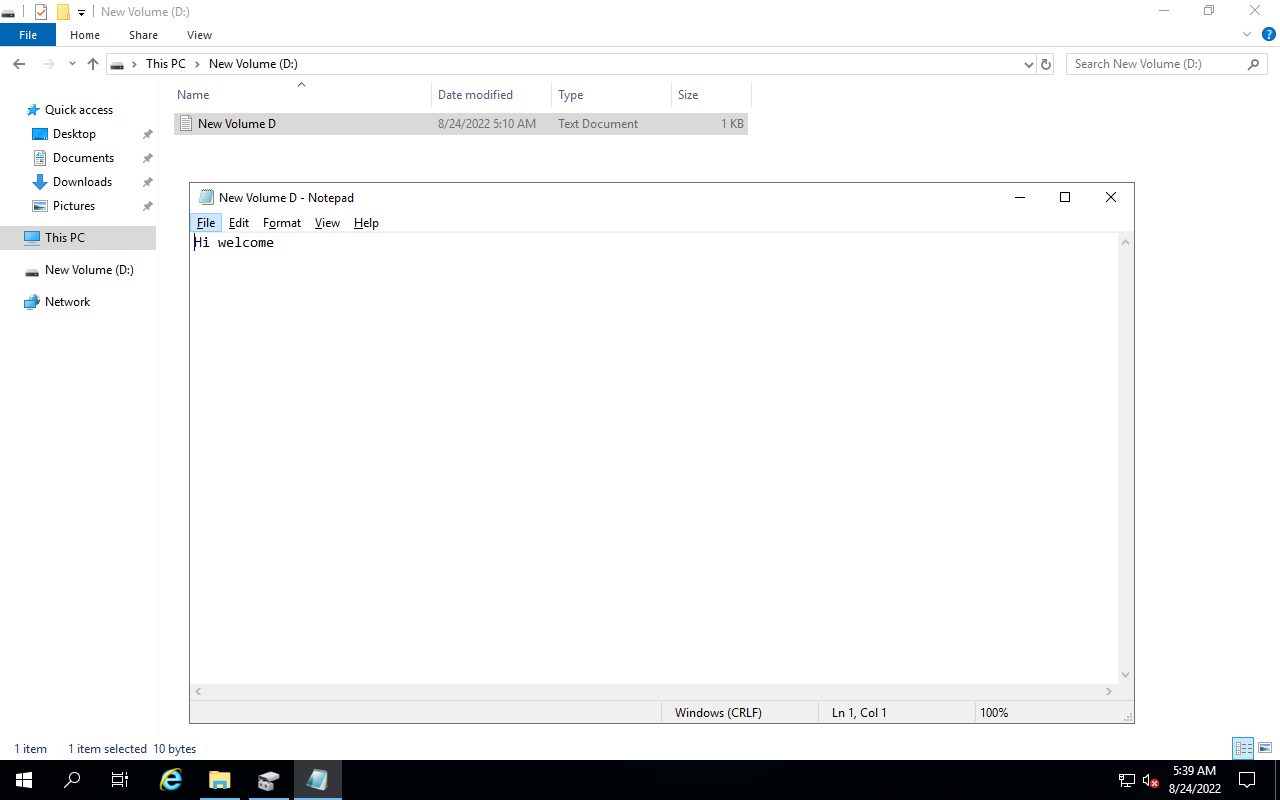 New Volume (D:)
File Home Share View
This PC New Volume (D:) Search New Volume (D:)
Name Date modified Type Size
New Volume D 8/24/2022 5:10 AM Text Document 1 KB
Quick access
Desktop
Documents
Downloads
Pictures
This PC
New Volume (D:)
Network
New Volume D - Notepad
File Edit Format View Help
Hi welcome
Windows (CRLF) Ln 1, Col 1 100%
1 item 1 item selected 10 bytes
5:39 AM
8/24/2022